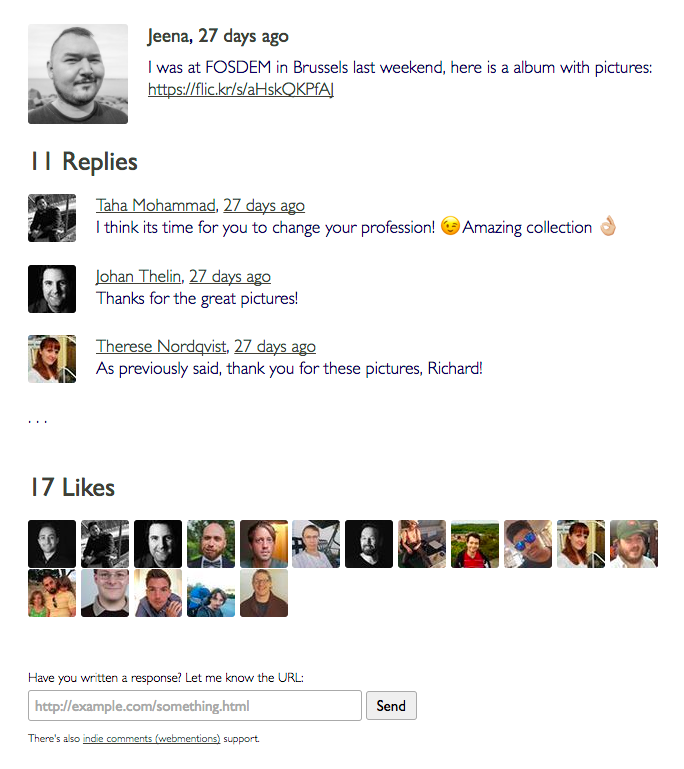 Jeena, 27 days ago
I was at FOSDEM in Brussels last weekend, here is a album with pictures:
https://flic.kr/s/aHskQKPfAJ
11 Replies
Taha Mohammad, 27 days ago
I think its time for you to change your profession! 😉Amazing collection 👌🏼
Johan Thelin, 27 days ago
Thanks for the great pictures!
Therese Nordqvist, 27 days ago
As previously said, thank you for these pictures, Richard!
. . .
17 Likes
Have you written a response? Let me know the URL:
http://example.com/something.html Send
There's also indie comments (webmentions) support.